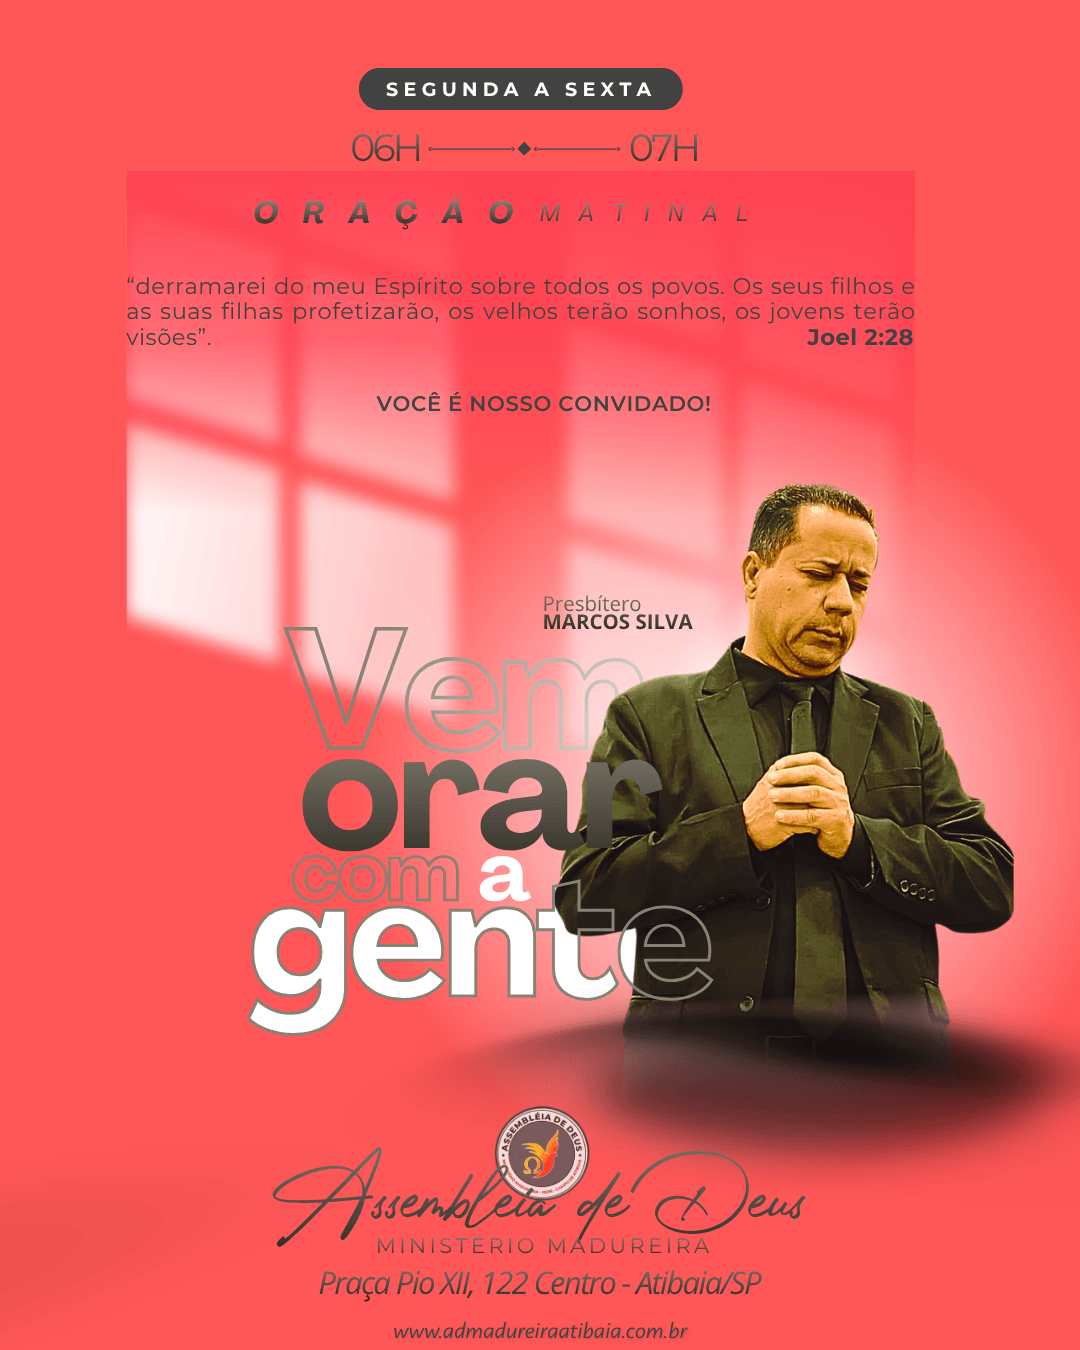 SEGUNDA A SEXTA
06H 07H
ORAÇÃO MATINAL
“derramarei do meu Espírito sobre todos os povos. Os seus filhos e
as suas filhas profetizarão, os velhos terão sonhos, os jovens terão
visões”. Joel 2:28
VOCÊ É NOSSO CONVIDADO!
Presbítero
MARCOS SILVA
Vem
orar
com a
gente
ASSEMBLÉIA DE DEUS
Assembléia de Deus
MINISTÉRIO MADUREIRA
Praça Pio XII, 122 Centro - Atibaia/SP
www.admadureiraatibaia.com.br